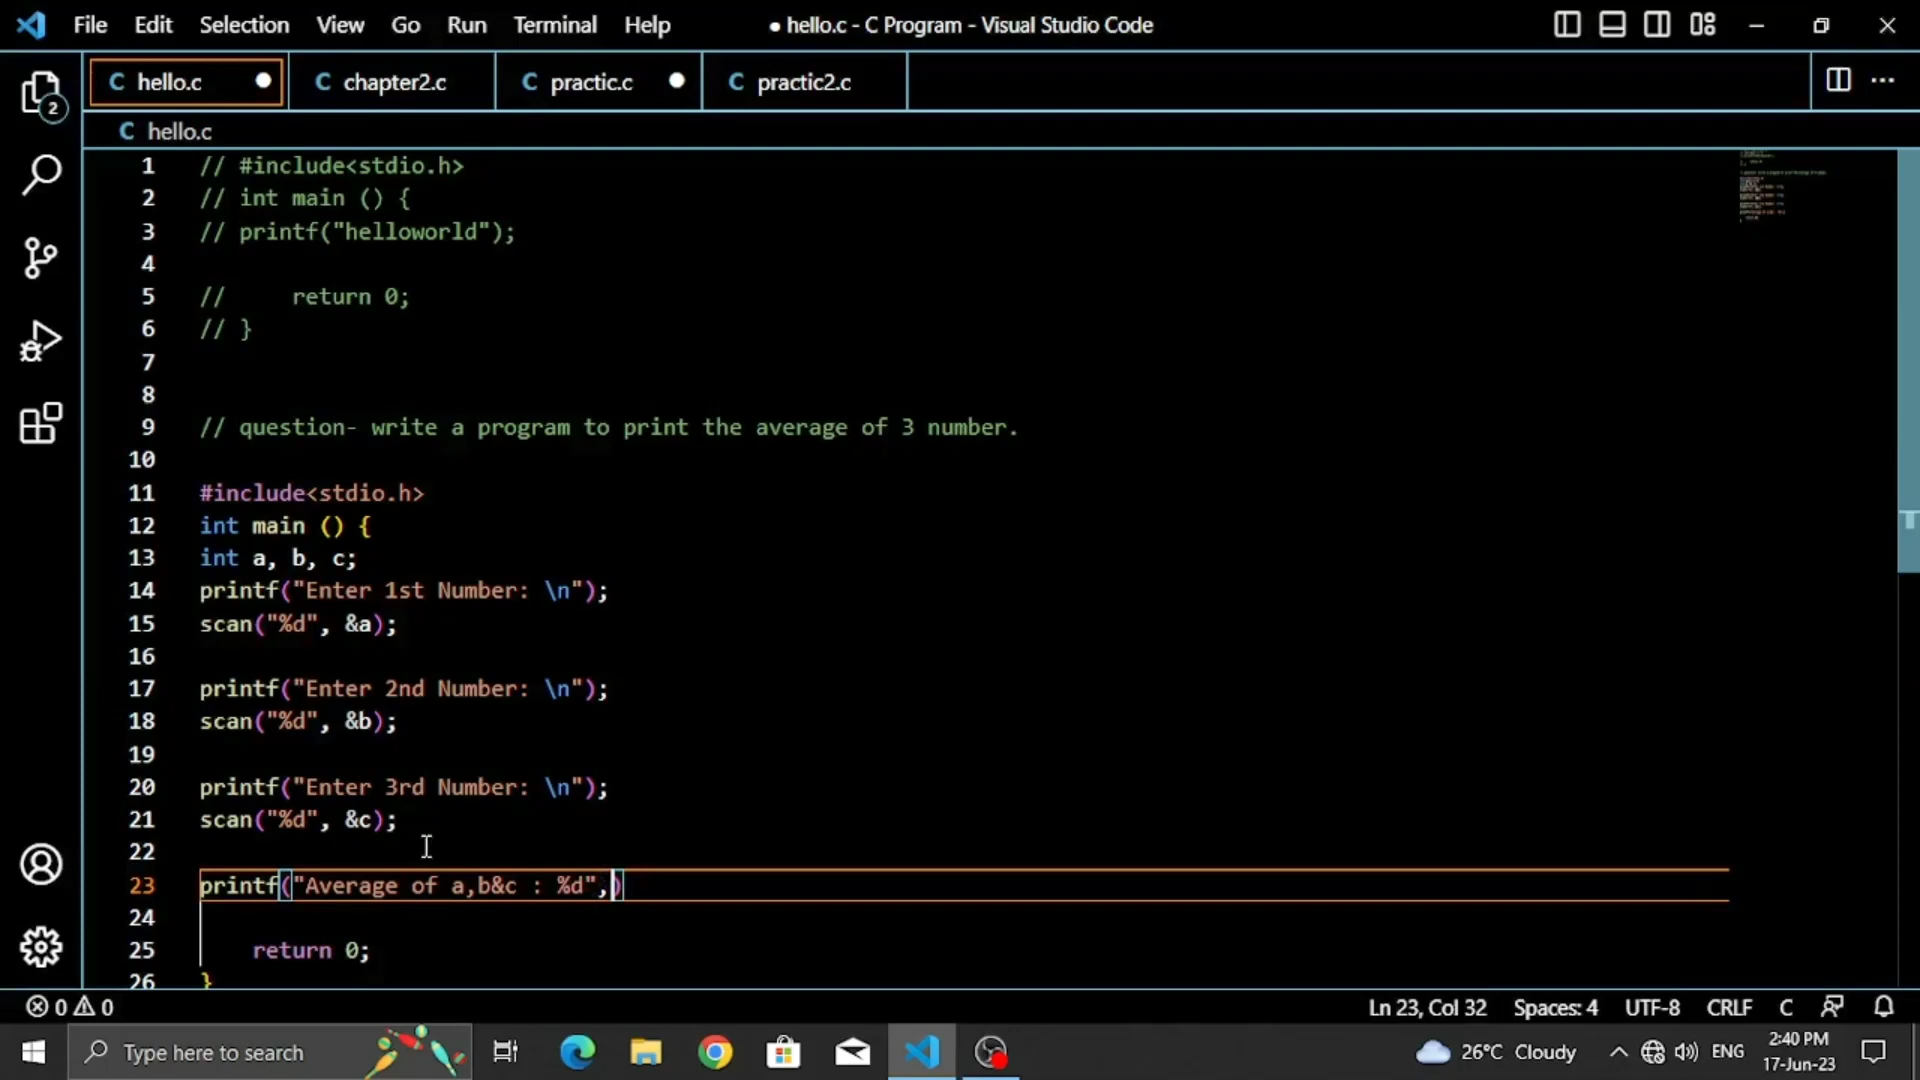 File Edit Selection View Go Run Terminal Help ● hello.c - C Program - Visual Studio Code
C hello.c C chapter2.c C practic.c C practic2.c
2
C hello.c
1 // #include<stdio.h>
2 // int main () {
3 // printf("helloworld");
4
5 //     return 0;
6 // }
7
8
9 // question- write a program to print the average of 3 number.
10
11 #include<stdio.h>
12 int main () {
13 int a, b, c;
14 printf("Enter 1st Number: \n");
15 scan("%d", &a);
16
17 printf("Enter 2nd Number: \n");
18 scan("%d", &b);
19
20 printf("Enter 3rd Number: \n");
21 scan("%d", &c);
22
23 printf("Average of a,b&c : %d",)
24
25     return 0;
26 }
0 0 Ln 23, Col 32 Spaces: 4 UTF-8 CRLF C
Type here to search 26°C Cloudy ENG 2:40 PM
17-Jun-23